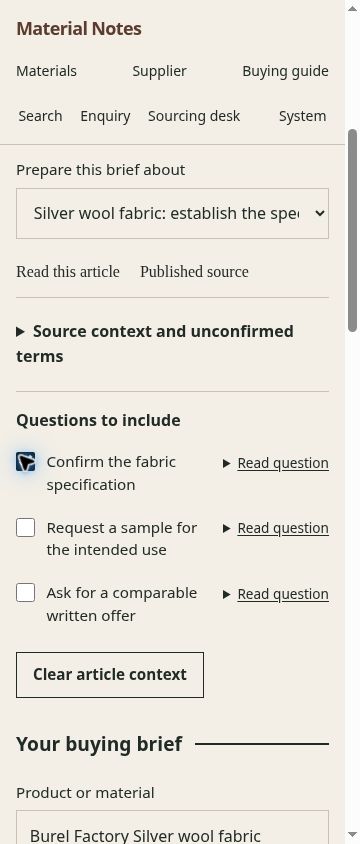 Material Notes
Materials Supplier Buying guide
Search Enquiry Sourcing desk System
Prepare this brief about
Silver wool fabric: establish the spe
Read this article Published source
Source context and unconfirmed
terms
Questions to include
Confirm the fabric Read question
specification
Request a sample for Read question
the intended use
Ask for a comparable Read question
written offer
Clear article context
Your buying brief
Product or material
Burel Factory Silver wool fabric